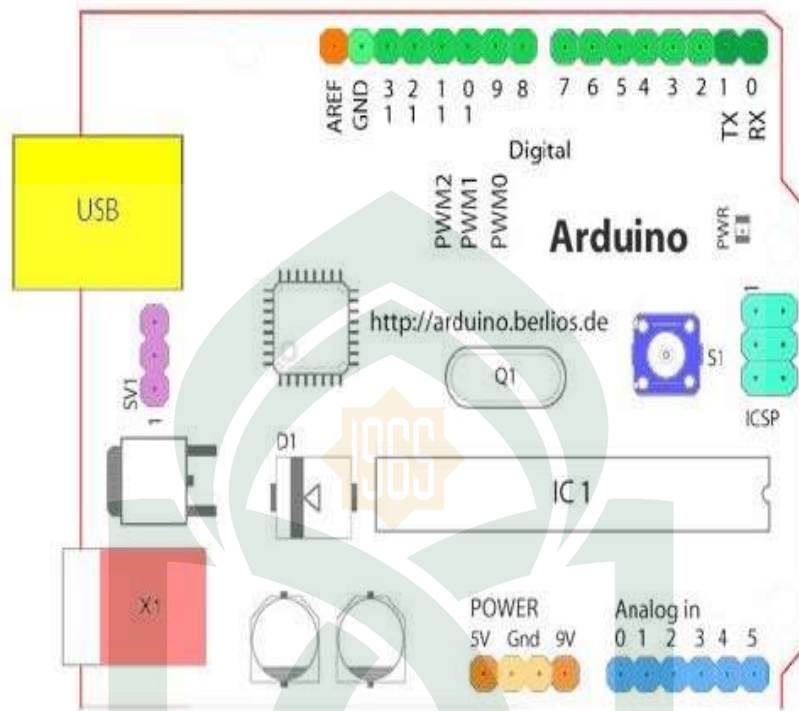 AREF
GND
13
12
11
10
9
8
7
6
5
4
3
2
1
0
TX
RX
Digital
USB
PWM2
PWM1
PWM0
Arduino
PWR
1
http://arduino.berlios.de
SV1
1
Q1
S1
ICSP
D1
1965
IC 1
X1
POWER
5V Gnd 9V
Analog in
0 1 2 3 4 5